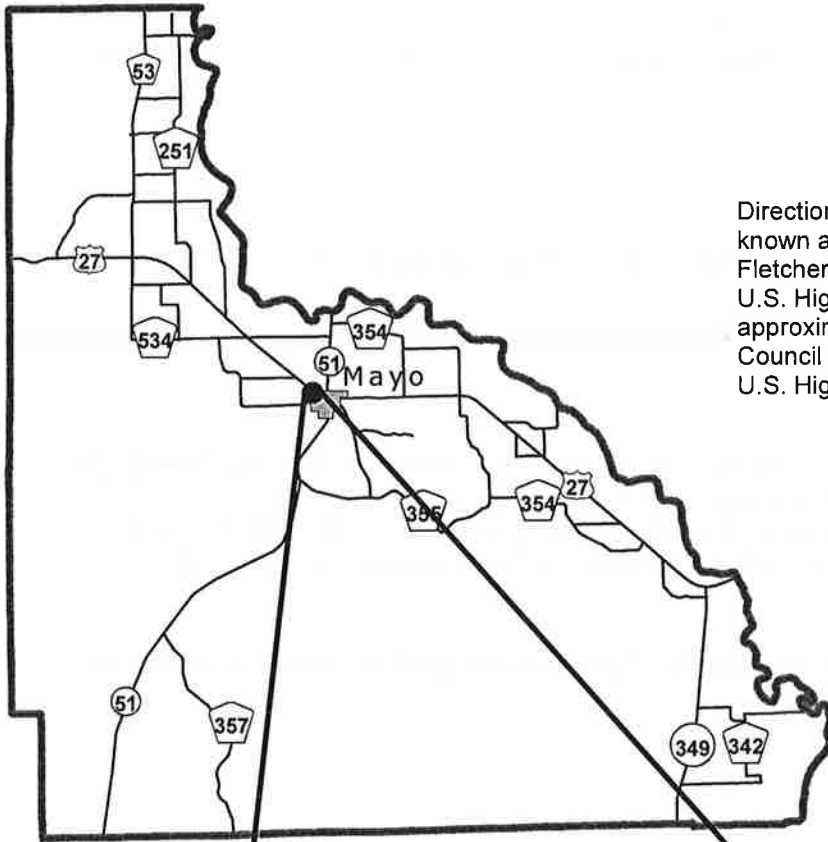 53
251
27
534
354
51
Mayo
355
354
27
51
357
349
342
Direction
known a
Fletcher
U.S. Hig
approxin
Council
U.S. Hig